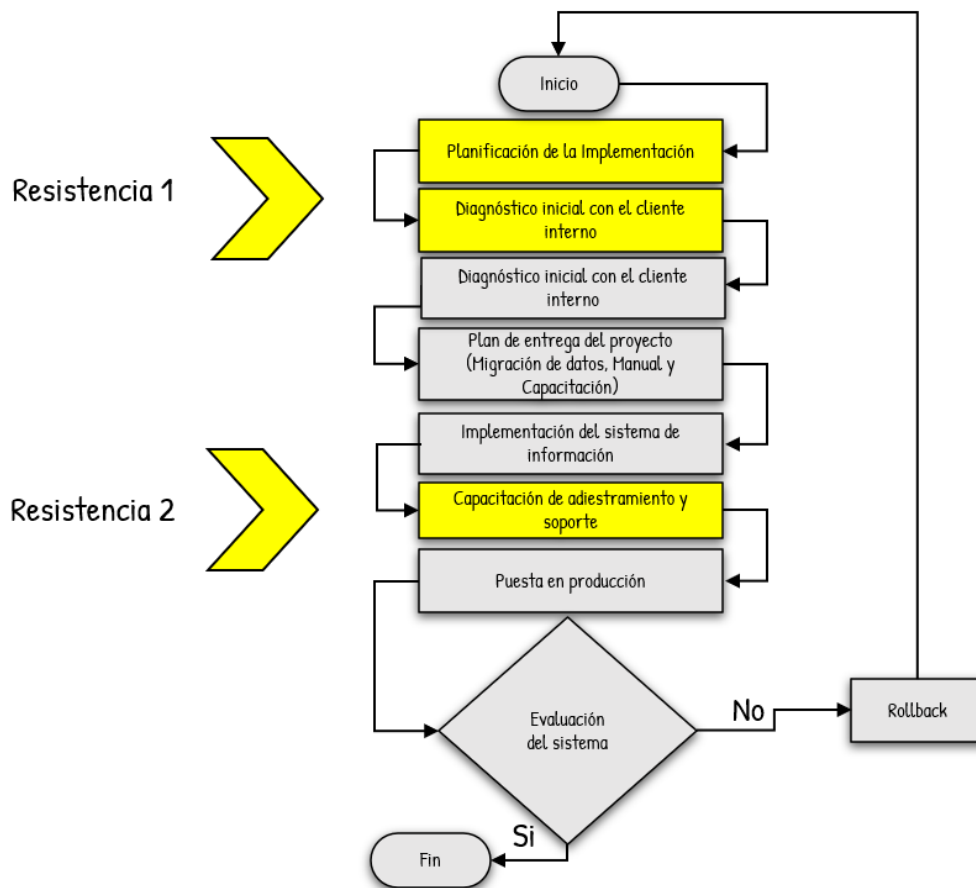 Inicio
Planificación de la Implementación
Resistencia 1
Diagnóstico inicial con el cliente
interno
Diagnóstico inicial con el cliente
interno
Plan de entrega del proyecto
(Migración de datos, Manual y
Capacitación)
Implementación del sistema de
información
Resistencia 2
Capacitación de adiestramiento y
soporte
Puesta en producción
Evaluación
del sistema
No
Rollback
Si
Fin